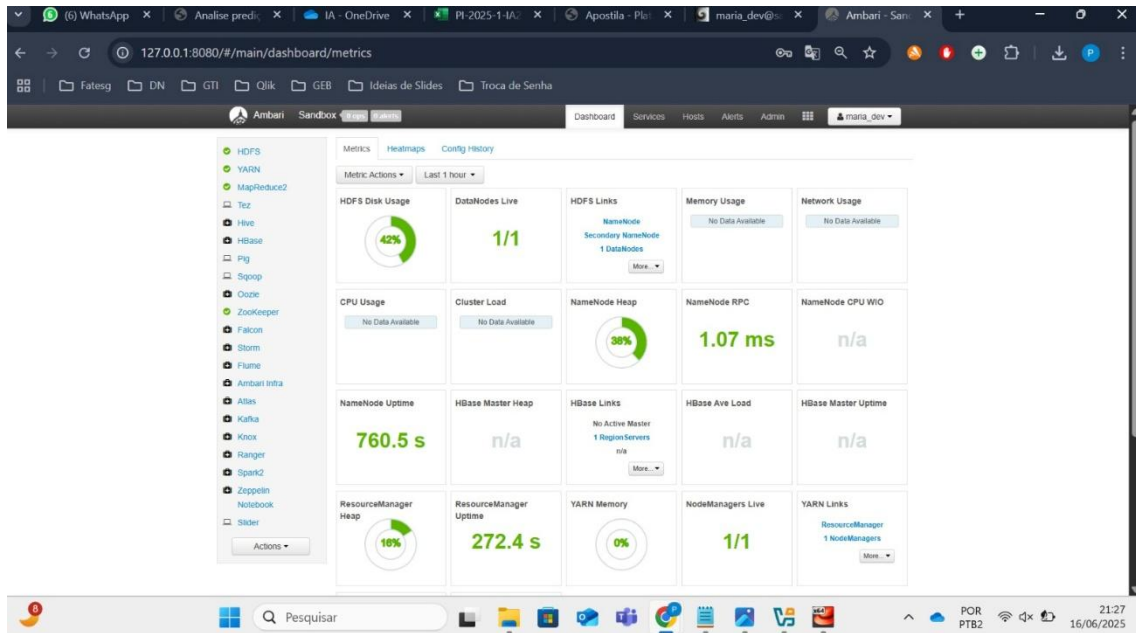 (6) WhatsApp
Analise predi
IA - OneDrive
PI-2025-1-IA2
Apostila - Pla
maria_dev@s
Ambari - San
127.0.0.1:8080/#/main/dashboard/metrics
Fatesg
DN
GTI
Qlik
GEB
Ideias de Slides
Troca de Senha
Ambari
Sandbox
0 ops
0 alerts
Dashboard
Services
Hosts
Alerts
Admin
maria_dev
HDFS
YARN
MapReduce2
Tez
Hive
HBase
Pig
Sqoop
Oozie
ZooKeeper
Falcon
Storm
Flume
Ambari Infra
Atlas
Kafka
Knox
Ranger
Spark2
Zeppelin
Notebook
Slider
Actions
Metrics
Heatmaps
Config History
Metric Actions
Last 1 hour
HDFS Disk Usage
42%
DataNodes Live
1/1
HDFS Links
NameNode
Secondary NameNode
1 DataNodes
More...
Memory Usage
No Data Available
Network Usage
No Data Available
CPU Usage
No Data Available
Cluster Load
No Data Available
NameNode Heap
38%
NameNode RPC
1.07 ms
NameNode CPU WIO
n/a
NameNode Uptime
760.5 s
HBase Master Heap
n/a
HBase Links
No Active Master
1 RegionServers
n/a
More...
HBase Ave Load
n/a
HBase Master Uptime
n/a
ResourceManager
Heap
16%
ResourceManager
Uptime
272.4 s
YARN Memory
0%
NodeManagers Live
1/1
YARN Links
ResourceManager
1 NodeManagers
More...
8
Pesquisar
POR
PTB2
21:27
16/06/2025